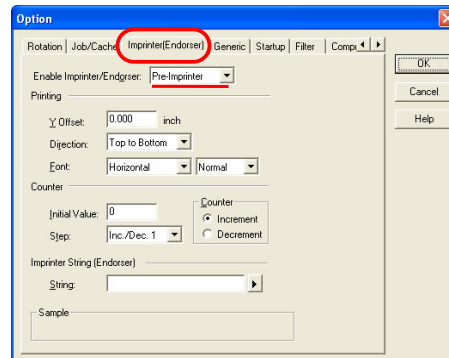 Option
Rotation Job/Cache Imprinter(Endorser) Generic Startup Filter
OK
Enable Imprinter/Endorser: Pre-Imprinter
Cancel
Printing
Help
Y Offset: 0.000 inch
Direction: Top to Bottom
Font: Horizontal Normal
Counter
Initial Value: 0
Counter
Increment
Step: Inc./Dec. 1
Decrement
Imprinter String (Endorser)
String:
Sample